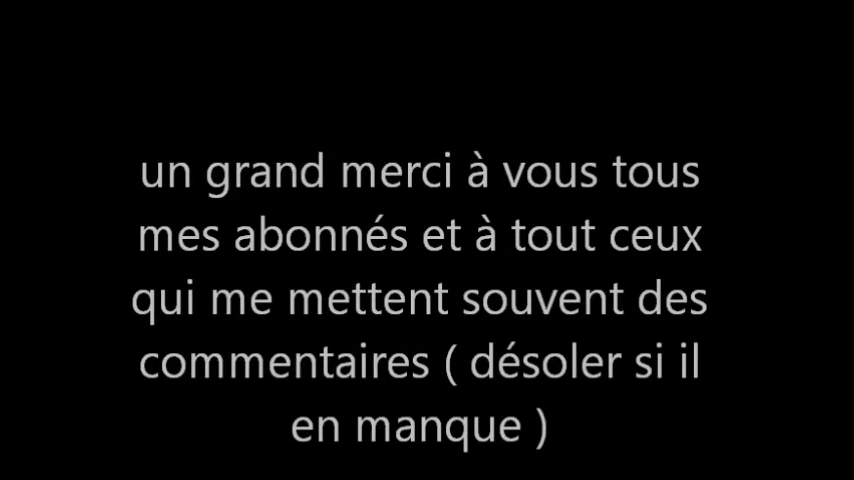 un grand merci à vous tous
mes abonnés et à tout ceux
qui me mettent souvent des
commentaires ( désoler si il
en manque )